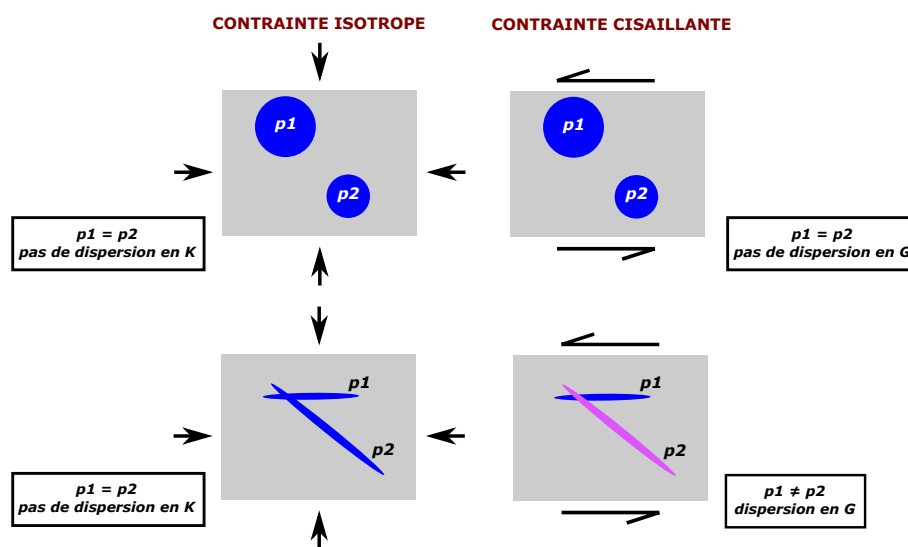 CONTRAINTE ISOTROPE
CONTRAINTE CISAILLANTE
p1
p2
p1
p2
p1 = p2
pas de dispersion en K
p1 = p2
pas de dispersion en G
p1
p2
p1
p2
p1 = p2
pas de dispersion en K
p1 ≠ p2
dispersion en G